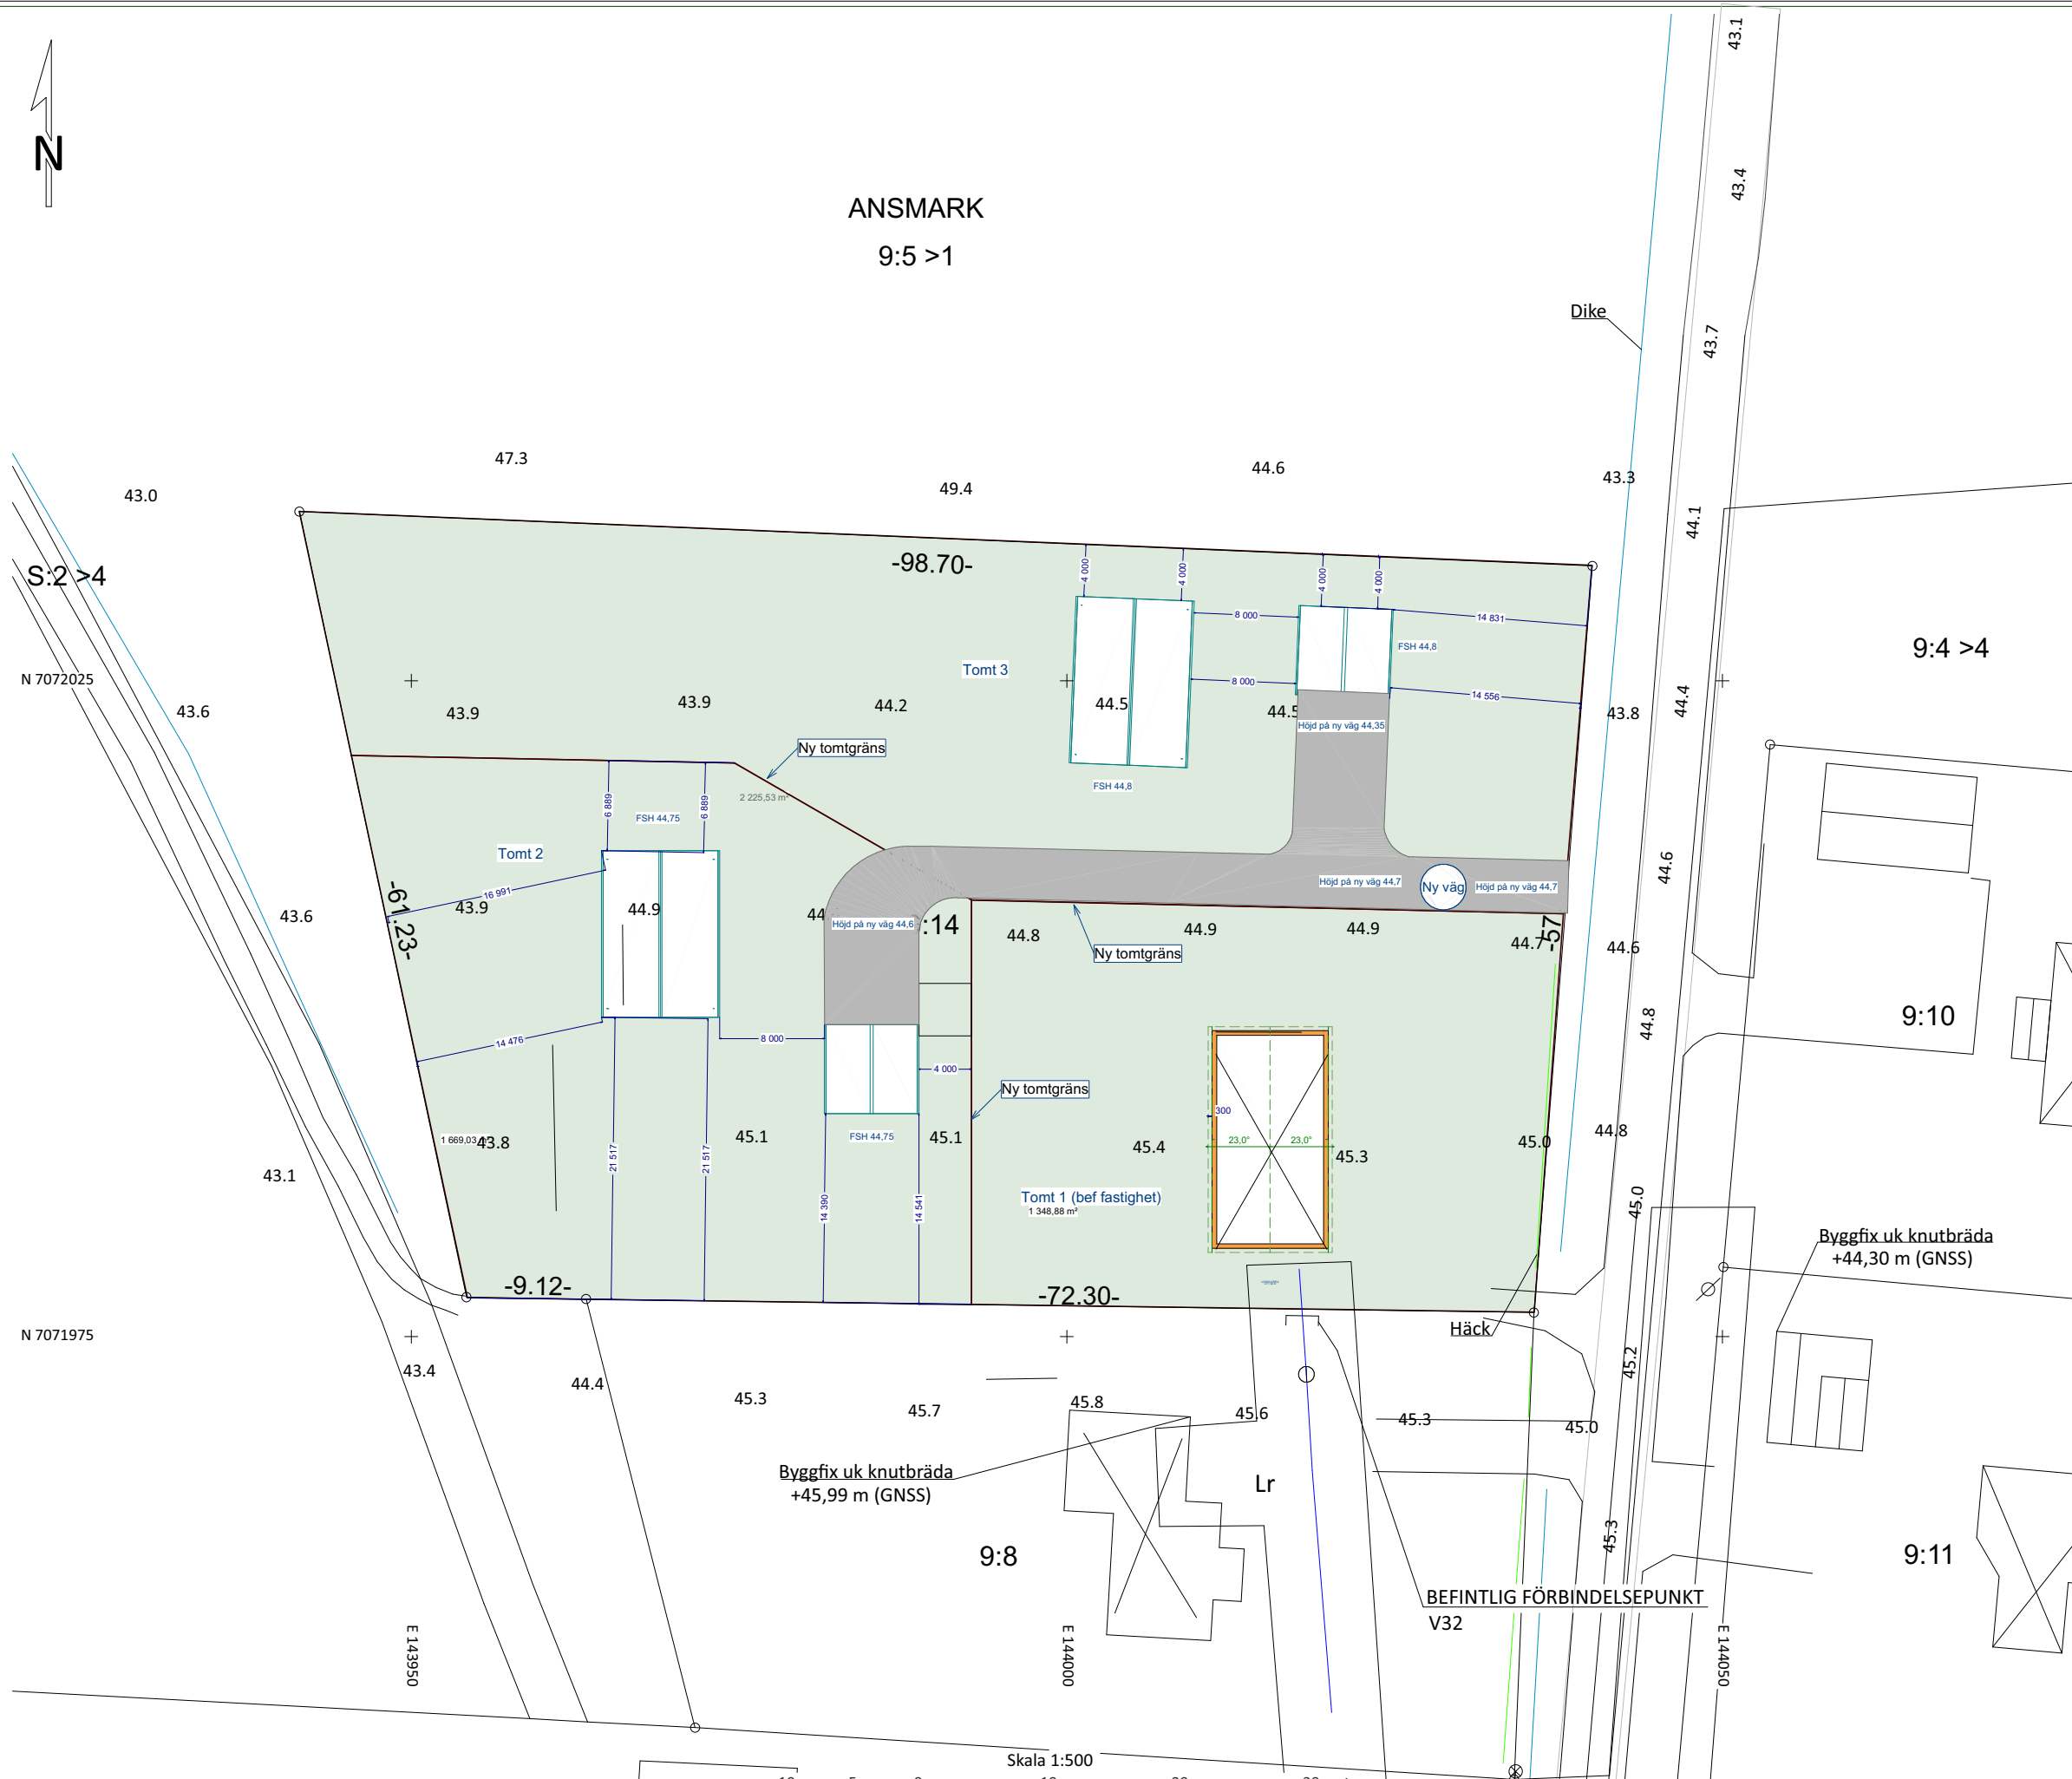 N
ANSMARK
9:5 >1
Dike
43.1
43.4
43.7
44.1
44.4
44.6
44.8
45.0
45.2
45.3
47.3
49.4
44.6
43.3
43.0
S:2 >4
-98.70-
4 000
4 000
4 000
4 000
8 000
14 831
FSH 44,8
9:4 >4
N 7072025
Tomt 3
8 000
14 556
43.6
43.9
43.9
44.2
44.5
44.5
43.8
Höjd på ny väg 44,35
Ny tomtgräns
FSH 44,8
2 225,53 m²
6 889
6 889
FSH 44,75
Tomt 2
16 991
Höjd på ny väg 44,7
Ny väg
Höjd på ny väg 44,7
43.6
-61.23-
43.9
44.9
44
Höjd på ny väg 44,6
:14
44.8
44.9
44.9
44.7
-57
44.6
Ny tomtgräns
9:10
14 476
8 000
4 000
Ny tomtgräns
300
1 669,03 m²
43.8
45.1
FSH 44,75
45.1
45.4
23,0°
23,0°
45.3
45.0
44.8
43.1
21 517
21 517
14 390
14 541
Tomt 1 (bef fastighet)
1 348,88 m²
Byggfix uk knutbräda
+44,30 m (GNSS)
-9.12-
-72.30-
Häck
N 7071975
43.4
44.4
45.3
45.7
45.8
45.6
45.3
45.0
Byggfix uk knutbräda
+45,99 m (GNSS)
Lr
9:8
9:11
BEFINTLIG FÖRBINDELSEPUNKT
V32
E 143950
E 144000
E 144050
Skala 1:500